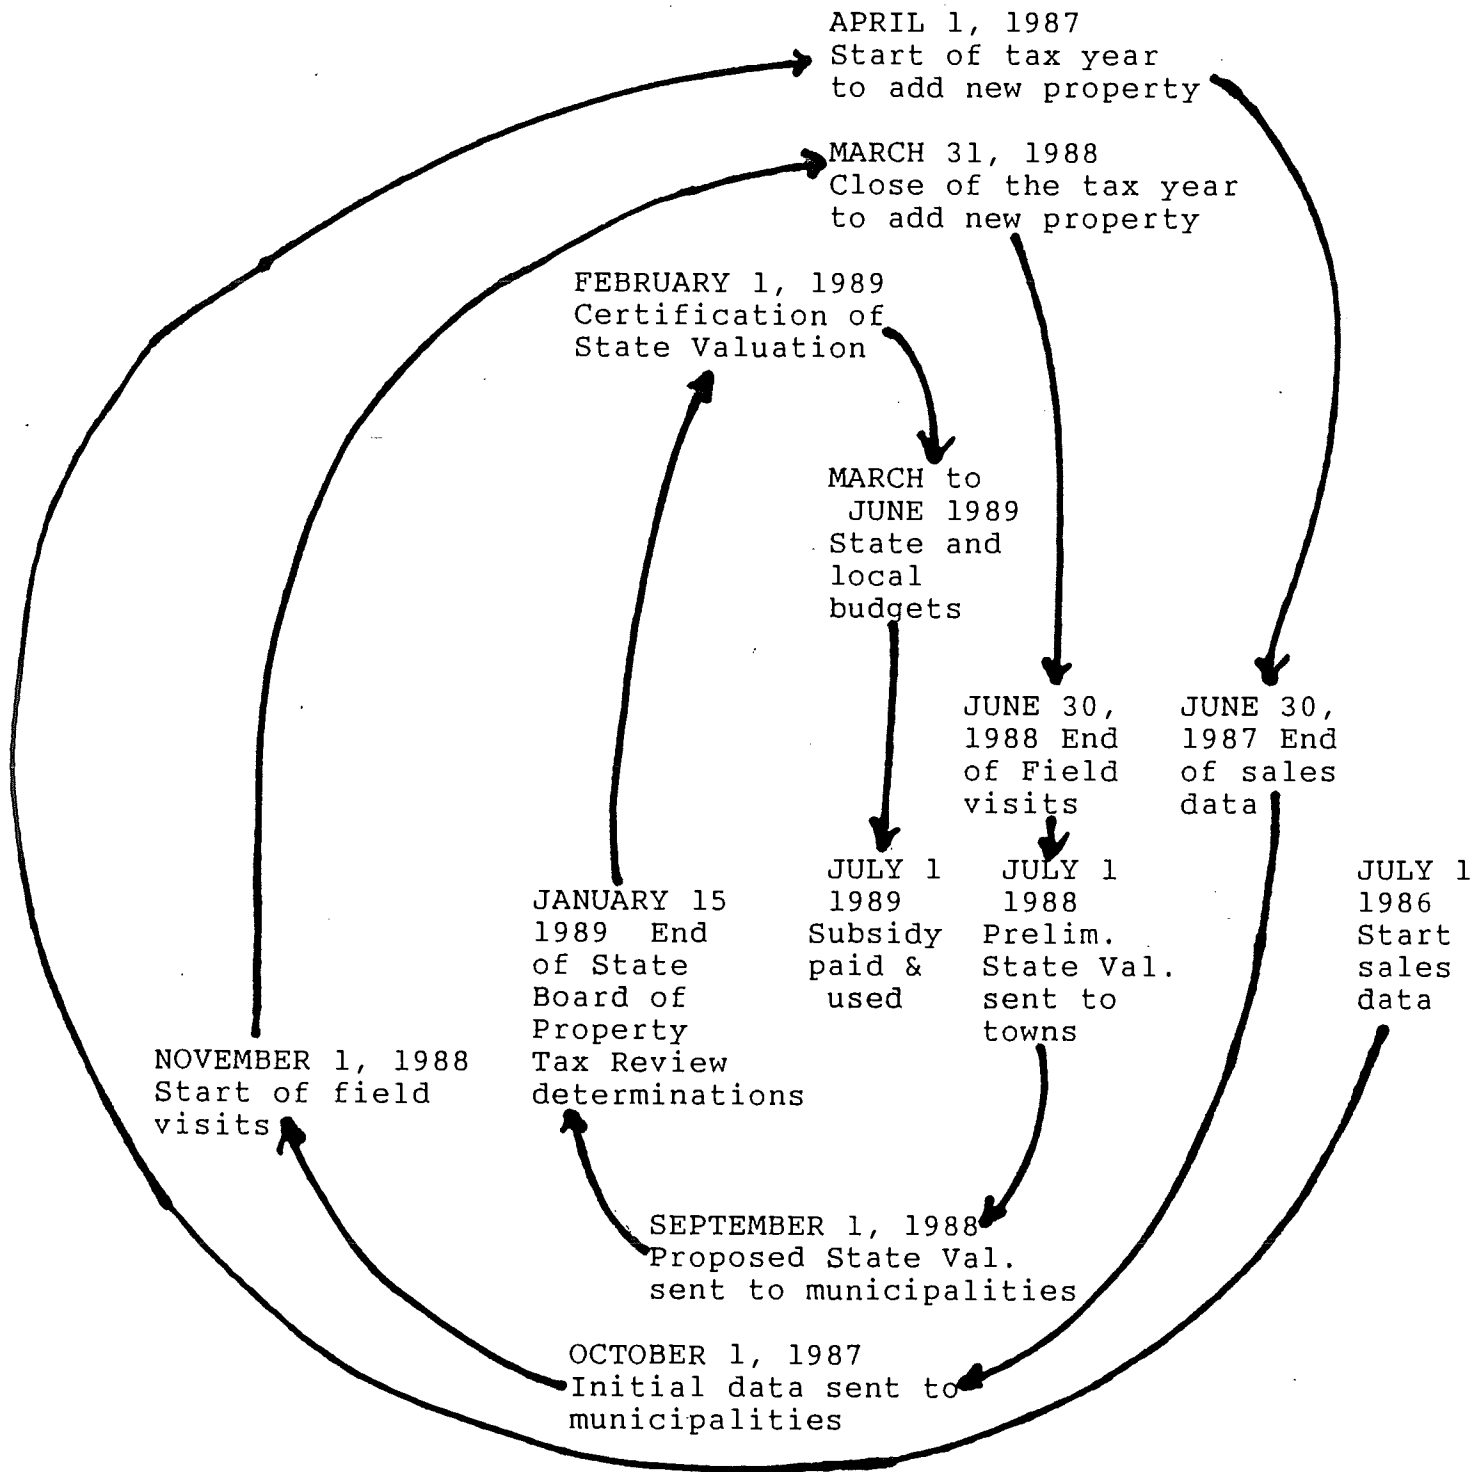 APRIL 1, 1987
Start of tax year
to add new property
MARCH 31, 1988
Close of the tax year
to add new property
FEBRUARY 1, 1989
Certification of
State Valuation
MARCH to
JUNE 1989
State and
local
budgets
JUNE 30,
1988 End
of Field
visits
JUNE 30,
1987 End
of sales
data
JULY 1
1989
Subsidy
paid &
used
JULY 1
1988
Prelim.
State Val.
sent to
towns
JULY 1
1986
Start
sales
data
JANUARY 15
1989 End
of State
Board of
Property
Tax Review
determinations
NOVEMBER 1, 1988
Start of field
visits
SEPTEMBER 1, 1988
Proposed State Val.
sent to municipalities
OCTOBER 1, 1987
Initial data sent to
municipalities